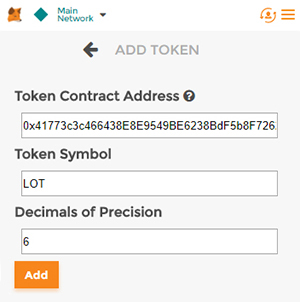 Main
Network
ADD TOKEN
Token Contract Address ?
0x41773c3c466438E8E9549BE6238BdF5b8F726.
Token Symbol
LOT
Decimals of Precision
6
Add